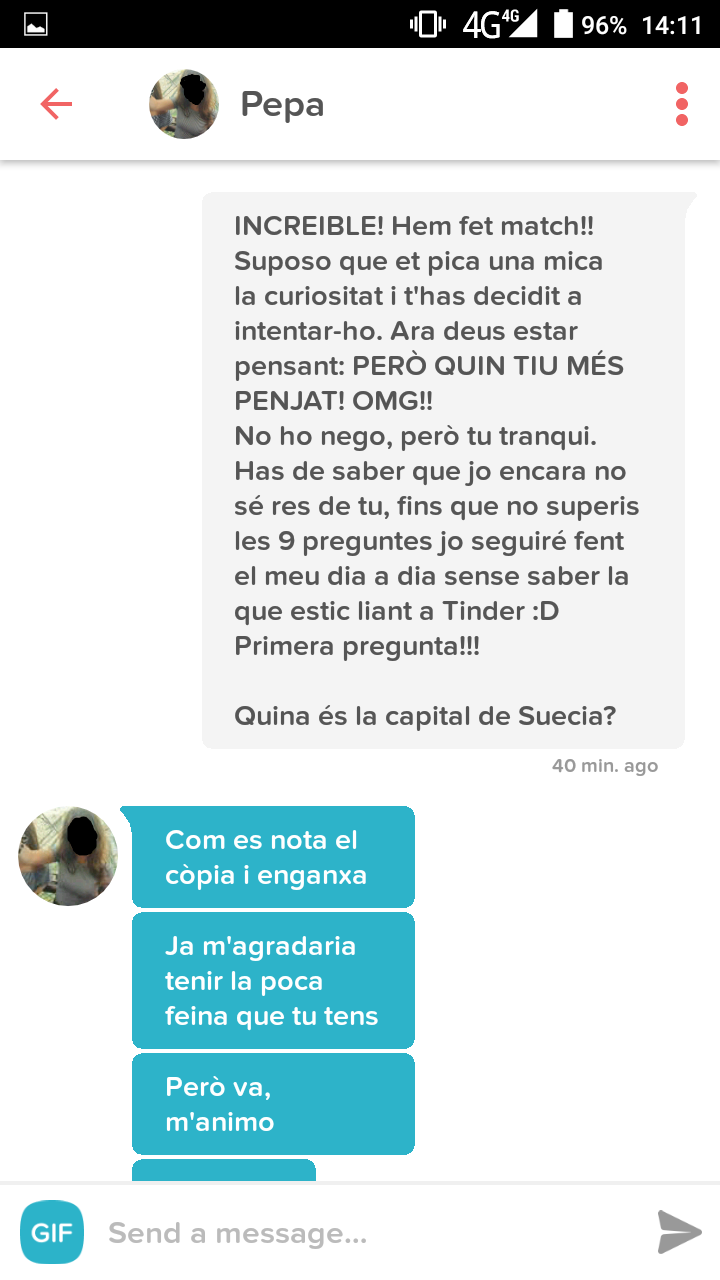 4G 4G 96% 14:11
Pepa
INCREIBLE! Hem fet match!!
Suposo que et pica una mica
la curiositat i t'has decidit a
intentar-ho. Ara deus estar
pensant: PERÒ QUIN TIU MÉS
PENJAT! OMG!!
No ho nego, però tu tranqui.
Has de saber que jo encara no
sé res de tu, fins que no superis
les 9 preguntes jo seguiré fent
el meu dia a dia sense saber la
que estic liant a Tinder :D
Primera pregunta!!!
Quina és la capital de Suecia?
40 min. ago
Com es nota el
còpia i enganxa
Ja m'agradaria
tenir la poca
feina que tu tens
Però va,
m'animo
GIF Send a message...